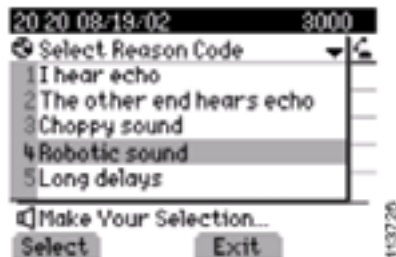 20 20 08/19/02 3000
Select Reason Code
1 I hear echo
2 The other end hears echo
3 Choppy sound
4 Robotic sound
5 Long delays
Make Your Selection...
Select Exit
113726